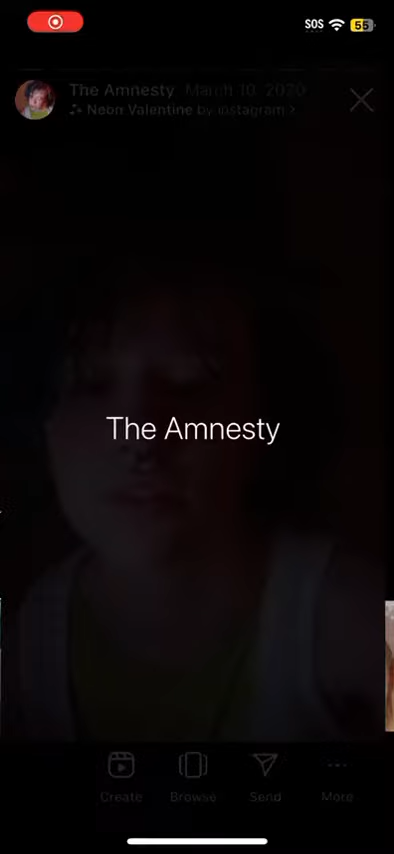 SOS 55
The Amnesty March 10, 2020
Neon Valentine by instagram >
The Amnesty
Create Browse Send More